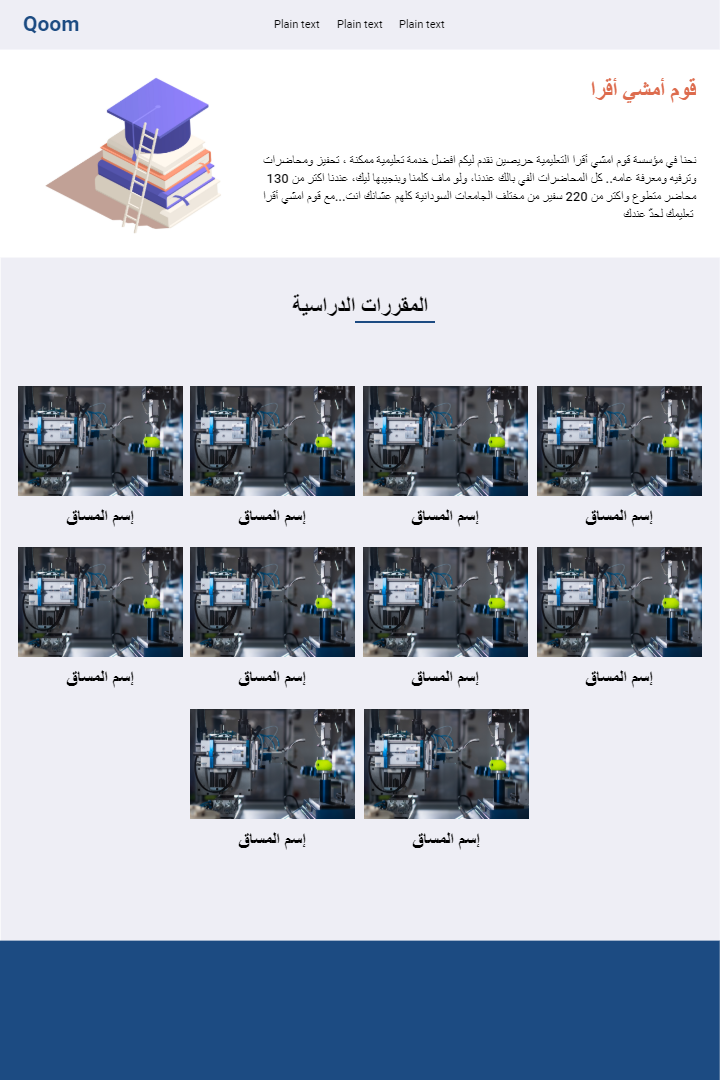 Qoom
Plain text
Plain text
Plain text
قوم أمشي أقرا
نحنا في مؤسسة قوم امشي أقرا التعليمية حريصين نقدم ليكم افضل خدمة تعليمية ممكنة ، تحفيز ومحاضرات
وترفيه ومعرفة عامه.. كل المحاضرات الفي بالك عندنا، ولو ماف كلمنا وبنجيبها ليك، عندنا اكتر من 130
محاضر متطوع واكتر من 220 سفير من مختلف الجامعات السودانية كلهم عشانك انت...مع قوم امشي أقرا
تعليمك لحدّ عندك
المقررات الدراسية
إسم المساق
إسم المساق
إسم المساق
إسم المساق
إسم المساق
إسم المساق
إسم المساق
إسم المساق
إسم المساق
إسم المساق